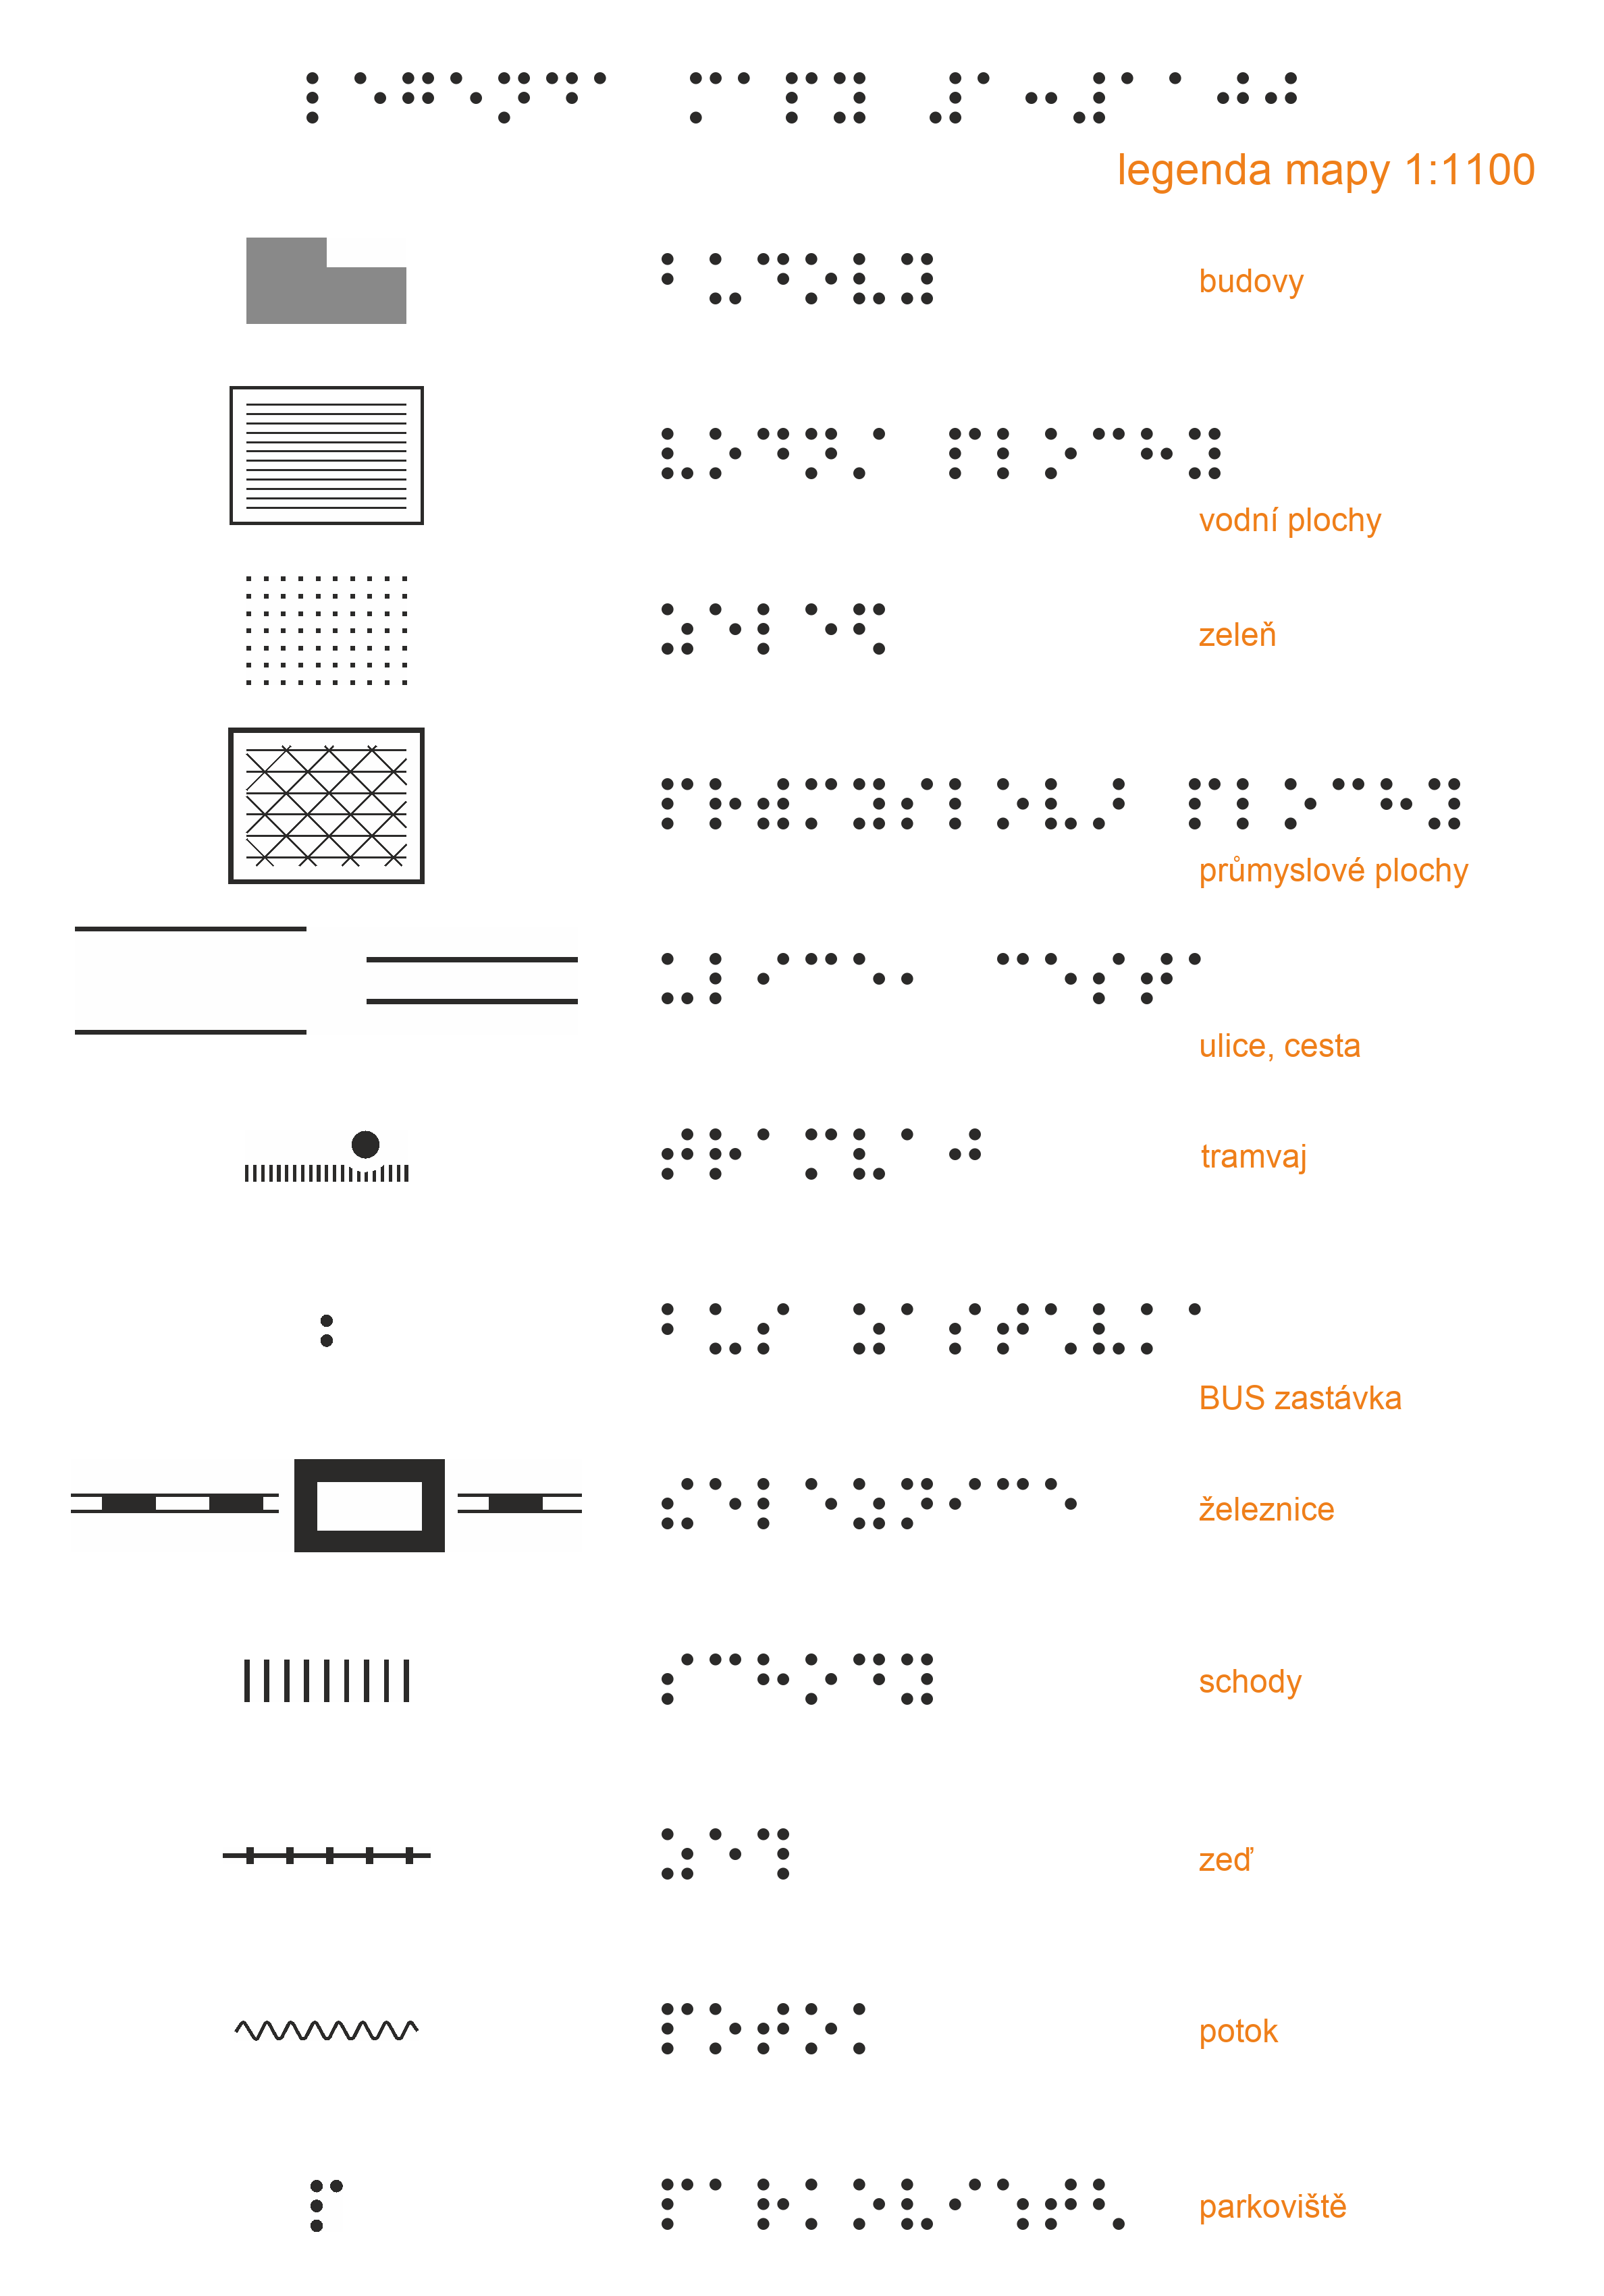 ⠇⠑⠛⠑⠝⠙⠁ ⠍⠁⠏⠽ ⠼⠁⠒⠼⠁⠁⠚⠚
legenda mapy 1:1100
⠃⠥⠙⠕⠧⠽ budovy
⠧⠕⠙⠝⠌ ⠏⠇⠕⠉⠓⠽
vodní plochy
⠵⠑⠇⠑⠫ zeleň
⠏⠗⠾⠍⠽⠎⠇⠕⠧⠜ ⠏⠇⠕⠉⠓⠽
průmyslové plochy
⠥⠇⠊⠉⠑⠂ ⠉⠑⠎⠞⠁
ulice, cesta
⠞⠗⠁⠍⠧⠁⠚ tramvaj
⠃ ⠃⠥⠎ ⠵⠁⠎⠞⠡⠧⠅⠁
BUS zastávka
⠮⠑⠇⠑⠵⠝⠊⠉⠑ železnice
⠎⠉⠓⠕⠙⠽ schody
⠵⠑⠹ zeď
⠏⠕⠞⠕⠅ potok
⠏ ⠏⠁⠗⠅⠕⠧⠊⠱⠞⠣ parkoviště